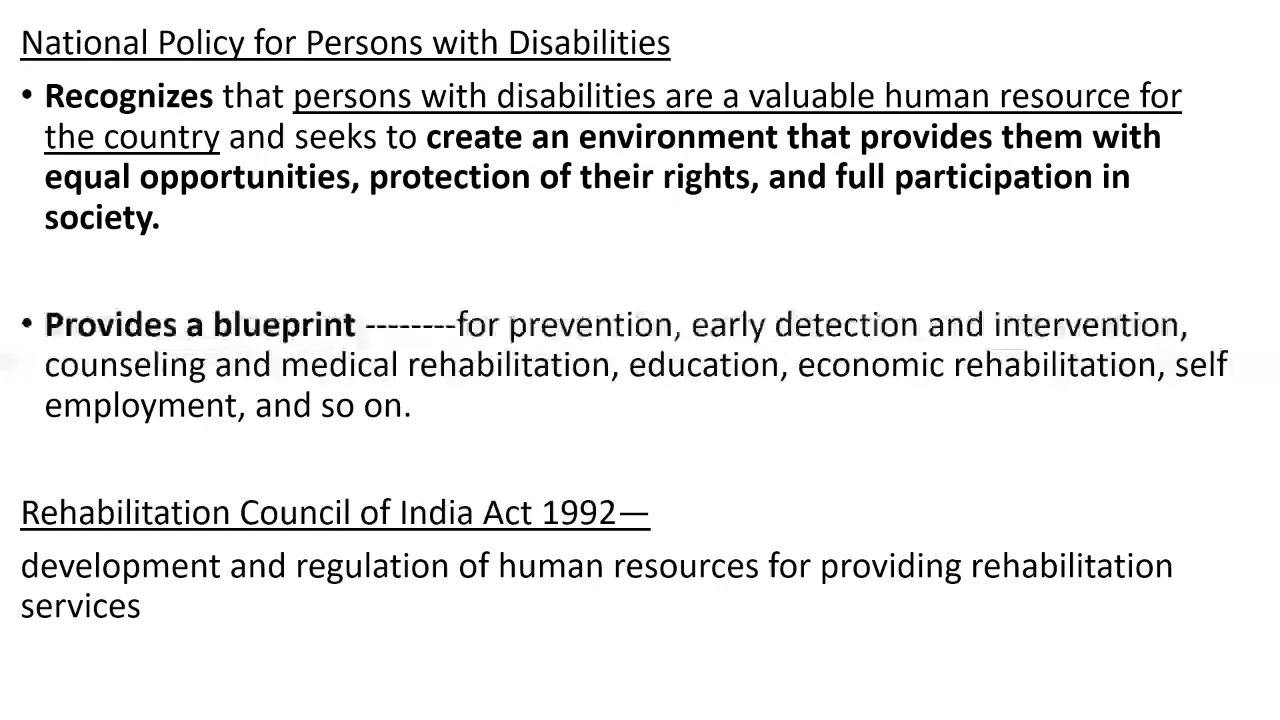 National Policy for Persons with Disabilities
• Recognizes that persons with disabilities are a valuable human resource for
the country and seeks to create an environment that provides them with
equal opportunities, protection of their rights, and full participation in
society.
• Provides a blueprint --------for prevention, early detection and intervention,
counseling and medical rehabilitation, education, economic rehabilitation, self
employment, and so on.
Rehabilitation Council of India Act 1992—
development and regulation of human resources for providing rehabilitation
services